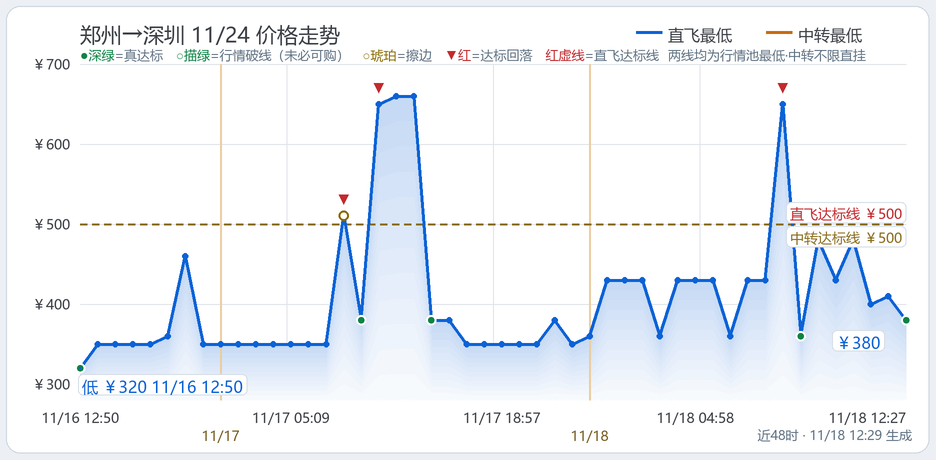 郑州→深圳 11/24 价格走势
直飞最低 中转最低
●深绿=真达标 ○描绿=行情破线（未必可购） ○琥珀=擦边 ▼红=达标回落 红虚线=直飞达标线 两线均为行情池最低·中转不限直挂
¥700
¥600
¥500
¥400
¥300
直飞达标线 ¥500
中转达标线 ¥500
¥380
低 ¥320 11/16 12:50
11/16 12:50 11/17 05:09 11/17 18:57 11/18 04:58 11/18 12:27
11/17 11/18
近48时 · 11/18 12:29 生成